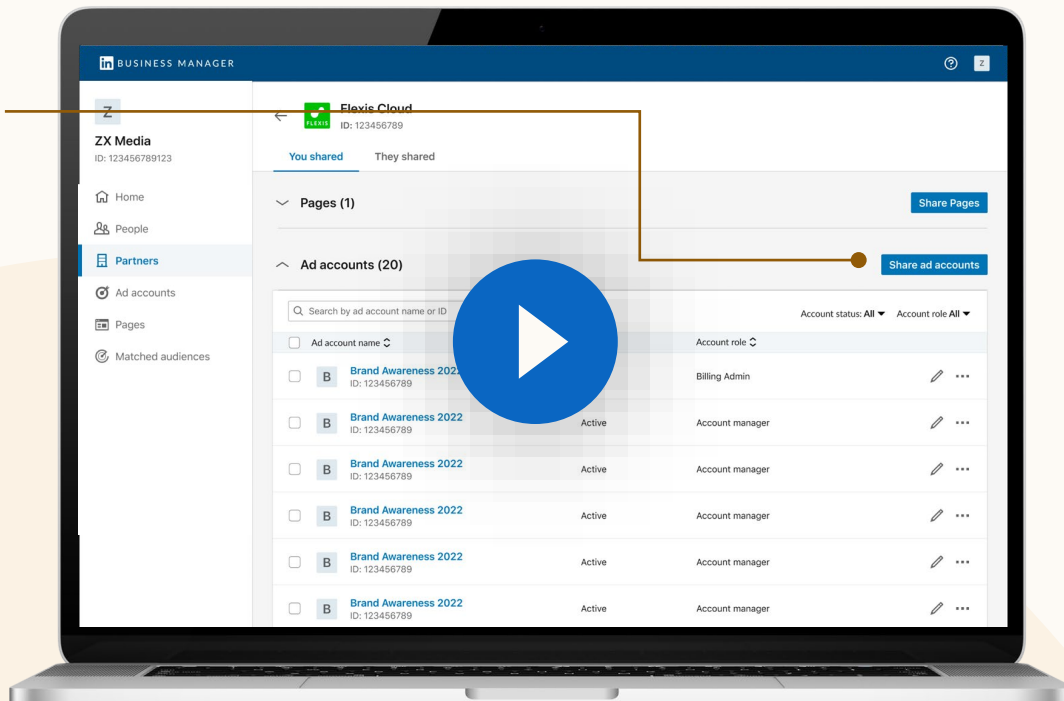 in BUSINESS MANAGER
Z
Z
ZX Media
ID: 123456789123
Home
People
Partners
Ad accounts
Pages
Matched audiences
FLEXIS
Flexis Cloud
ID: 123456789
You shared They shared
Pages (1)
Share Pages
Ad accounts (20)
Share ad accounts
Search by ad account name or ID
Account status: All Account role All
Ad account name Account role
B Brand Awareness 202
ID: 123456789
Billing Admin
B Brand Awareness 2022
ID: 123456789
Active Account manager
B Brand Awareness 2022
ID: 123456789
Active Account manager
B Brand Awareness 2022
ID: 123456789
Active Account manager
B Brand Awareness 2022
ID: 123456789
Active Account manager
B Brand Awareness 2022
ID: 123456789
Active Account manager